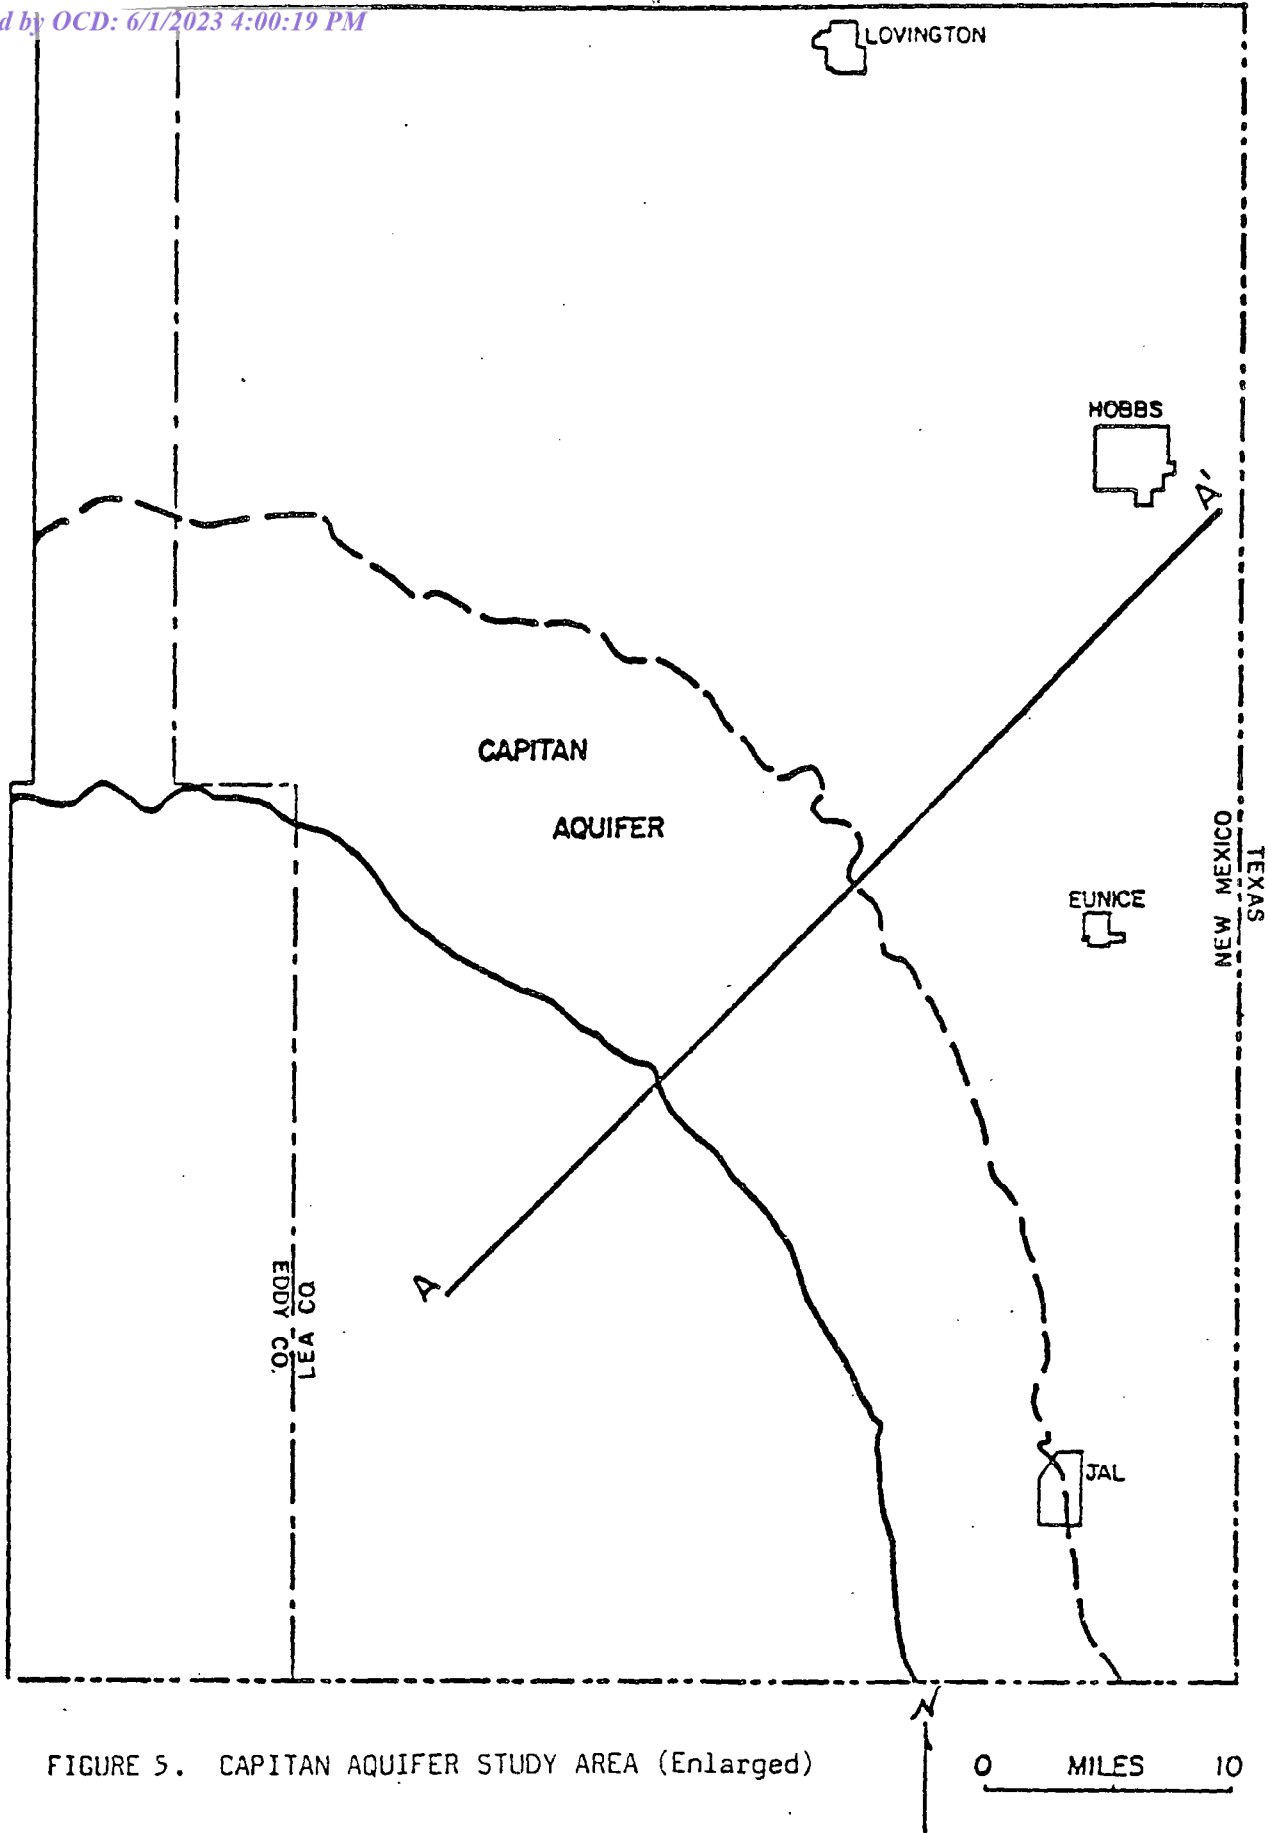 d by OCD: 6/1/2023 4:00:19 PM
LOVINGTON
HOBBS
A'
CAPITAN
AQUIFER
NEW MEXICO
TEXAS
EUNICE
A
EDDY CO.
LEA CO
JAL
N
FIGURE 5. CAPITAN AQUIFER STUDY AREA (Enlarged)
0 MILES 10